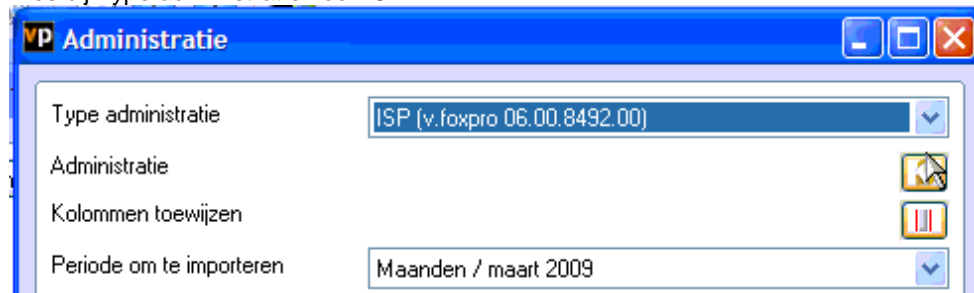 VP Administratie
Type administratie
ISP (v.foxpro 06.00.8492.00)
Administratie
Kolommen toewijzen
Periode om te importeren
Maanden / maart 2009